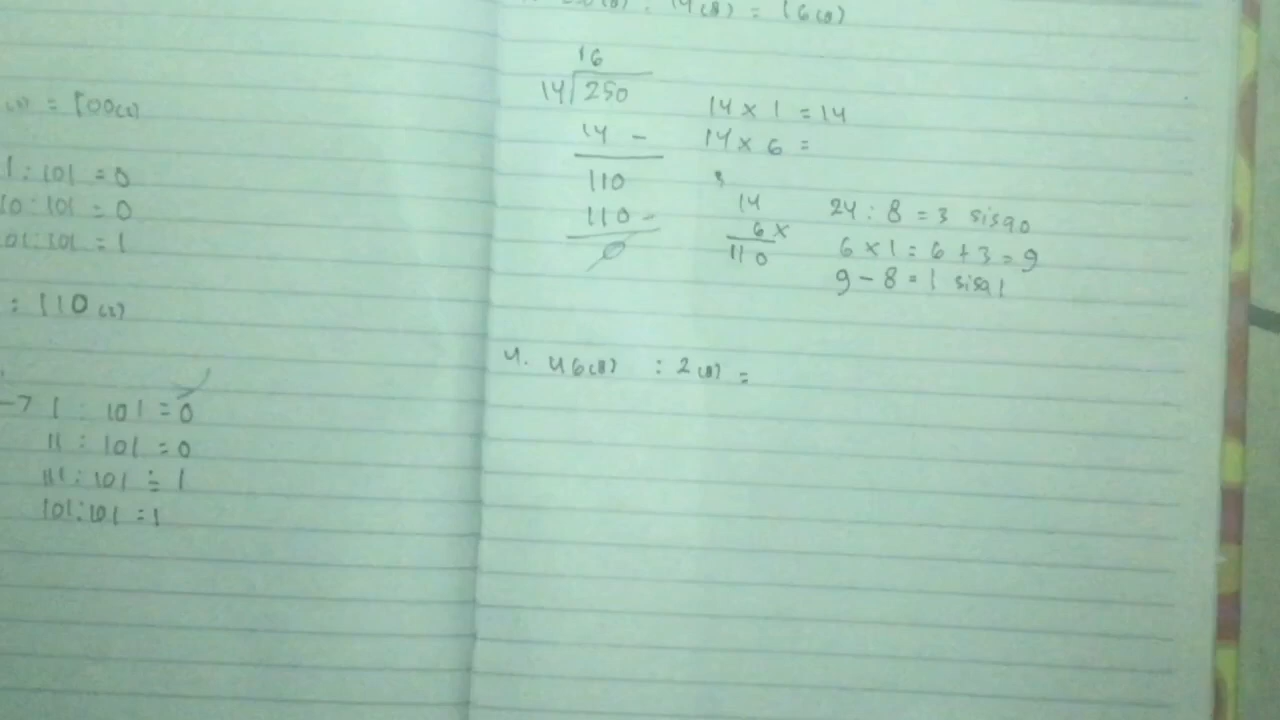 = 100(2)
1 : 101 = 0
10 : 101 = 0
101 : 101 = 1
: 110(2)
→ 1 : 101 = 0
11 : 101 = 0
111 : 101 = 1
101 : 101 = 1
: 14(8) = 16(8)
16
14 250
14 -
110
110 -
0
14 x 1 = 14
14 x 6 =
14
6 x
110
24 : 8 = 3 sisa 0
6 x 1 = 6 + 3 = 9
9 - 8 = 1 sisa 1
4. 46(8) : 2(8) =